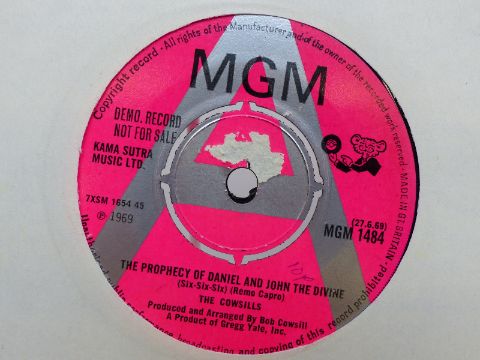 Copyright record · All rights of the Manufacturer and of the owner of the recorded work reserved · MADE IN GT. BRITAIN
MGM
DEMO. RECORD
NOT FOR SALE
KAMA SUTRA
MUSIC LTD.
7XSM 1654 45
℗ 1969
(27.6.69)
MGM 1484
THE PROPHECY OF DANIEL AND JOHN THE DIVINE
(Six-Six-Six) (Remo Capro)
THE COWSILLS
Produced and Arranged By Bob Cowsill
A Product of Gregg Yale, Inc.
broadcasting and copying of this record prohibited.